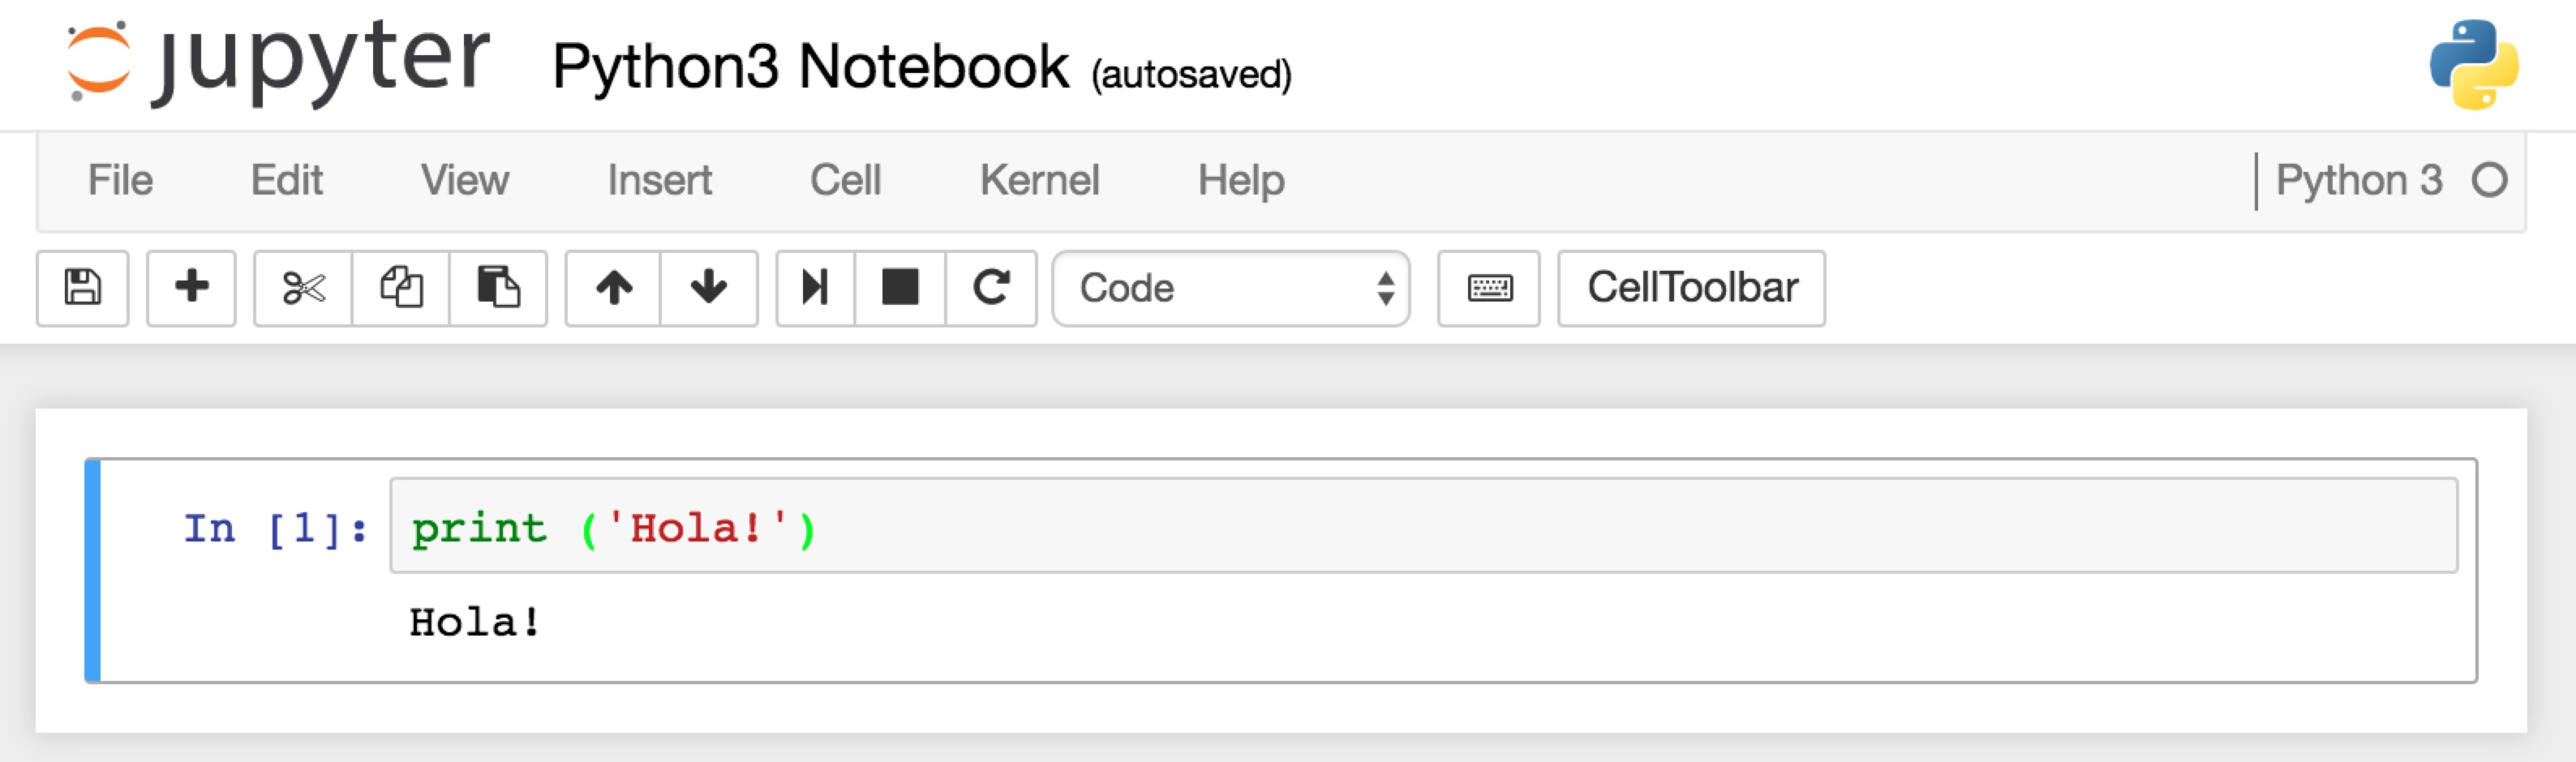 jupyter Python3 Notebook (autosaved)
File Edit View Insert Cell Kernel Help Python 3
Code CellToolbar
In [1]: print ('Hola!')
Hola!